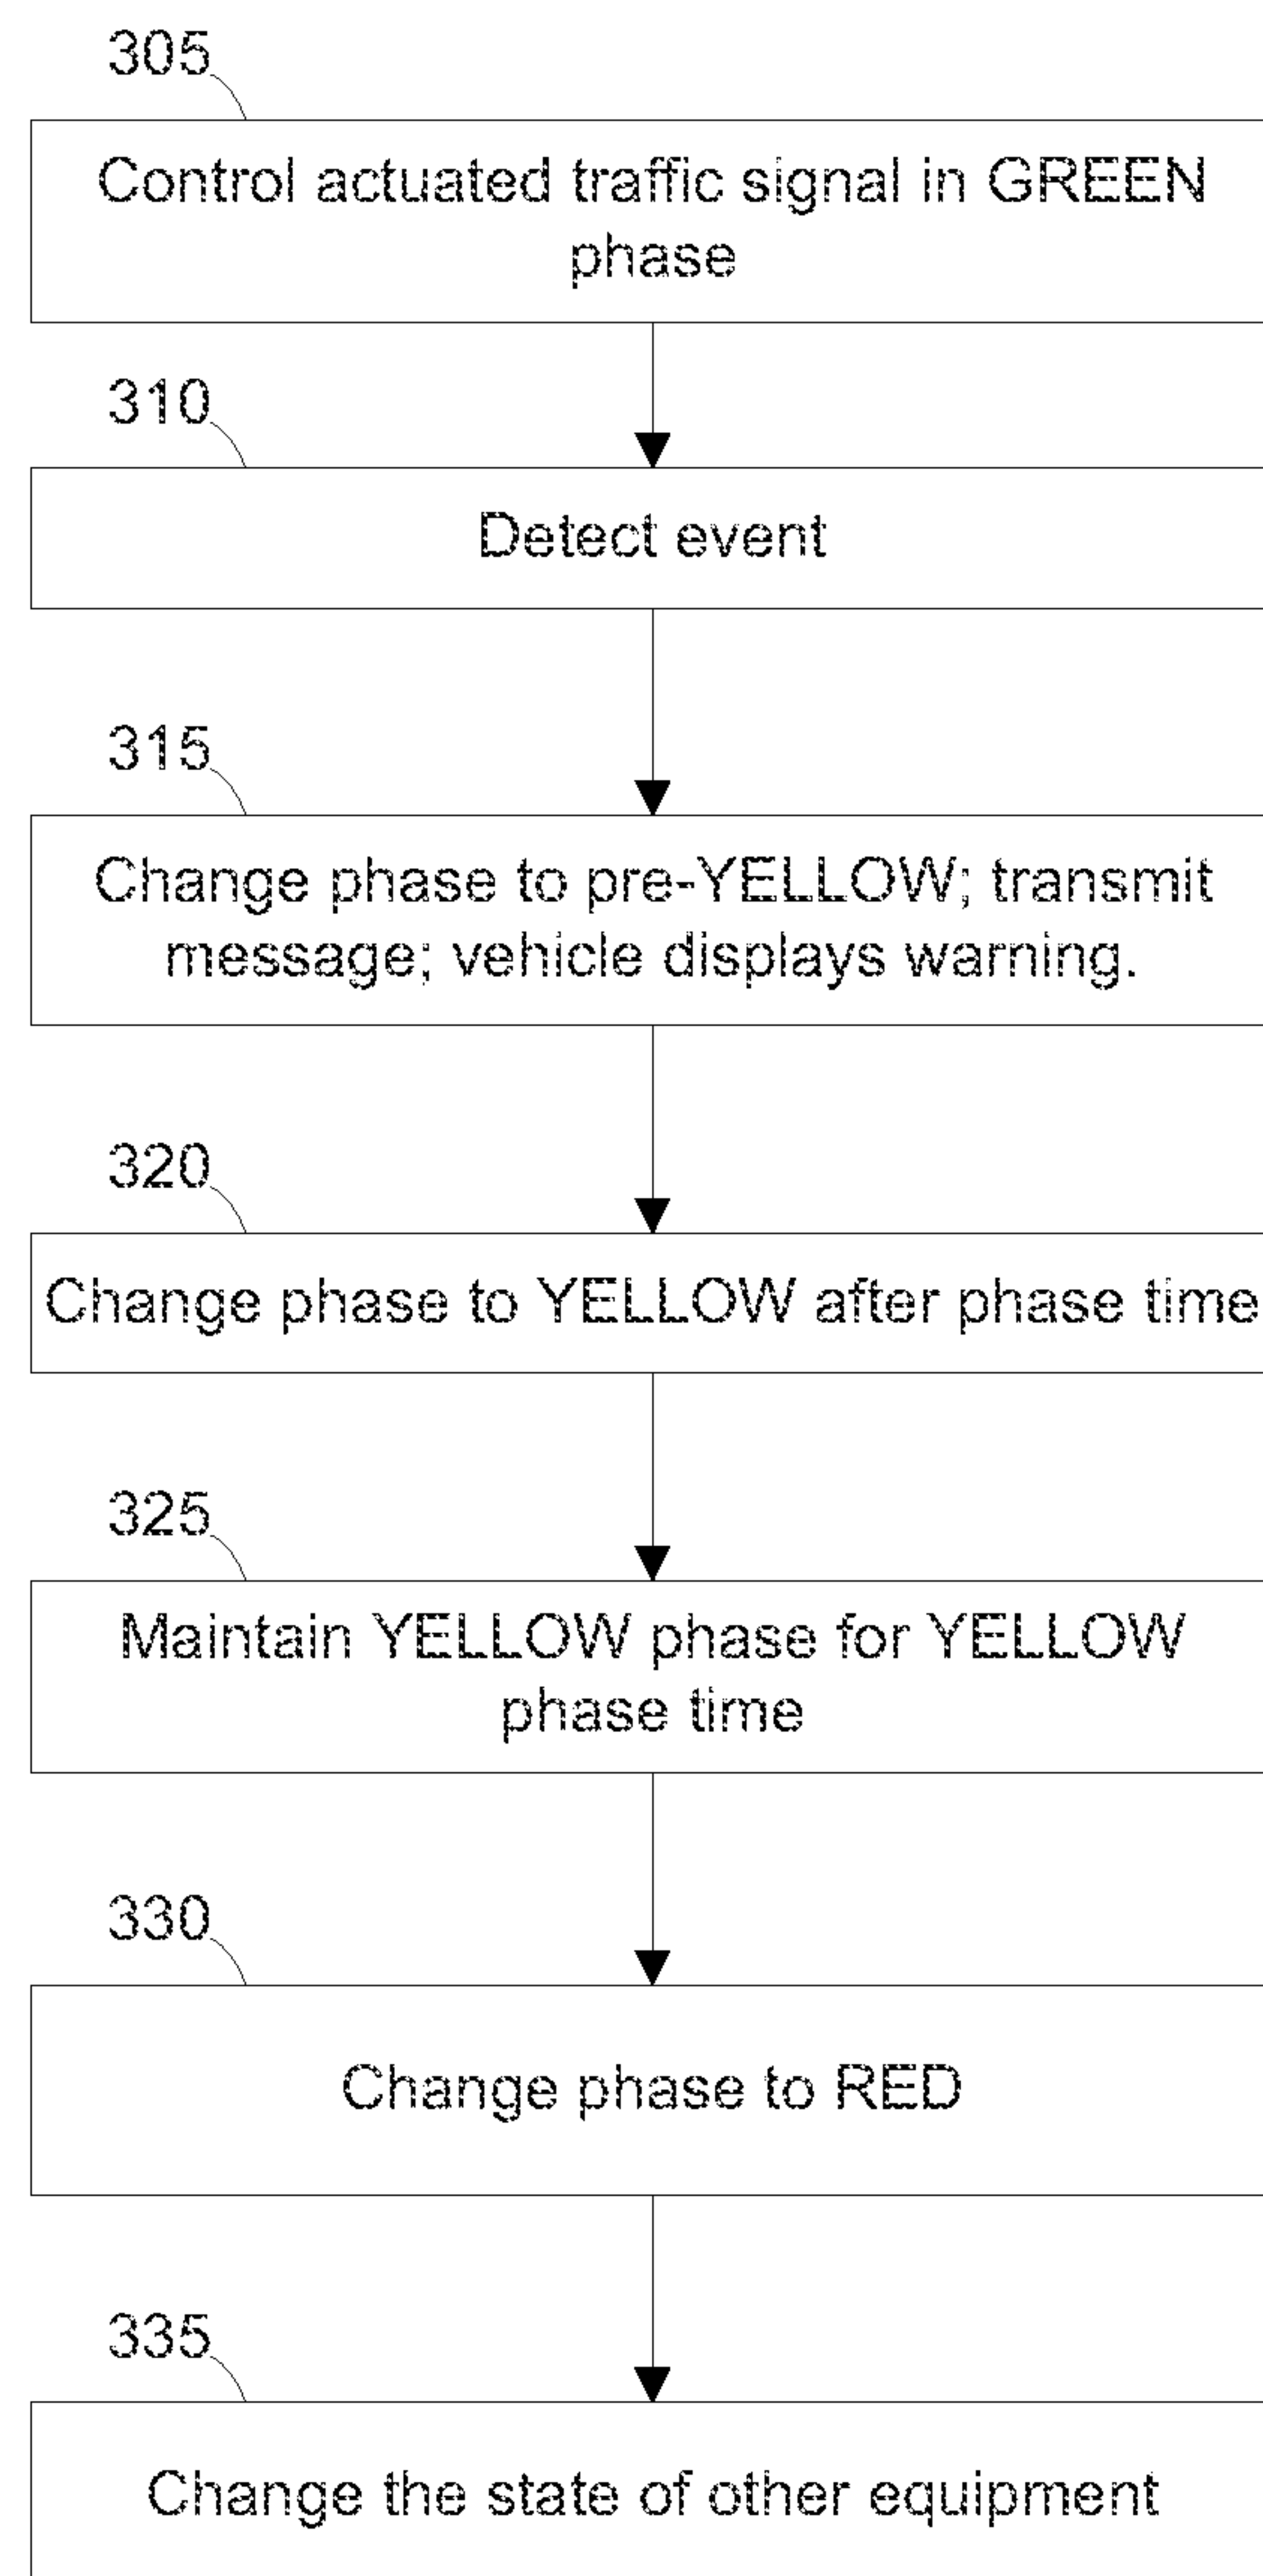 305
Control actuated traffic signal in GREEN
phase
310
Detect event
315
Change phase to pre-YELLOW; transmit
message; vehicle displays warning.
320
Change phase to YELLOW after phase time
325
Maintain YELLOW phase for YELLOW
phase time
330
Change phase to RED
335
Change the state of other equipment